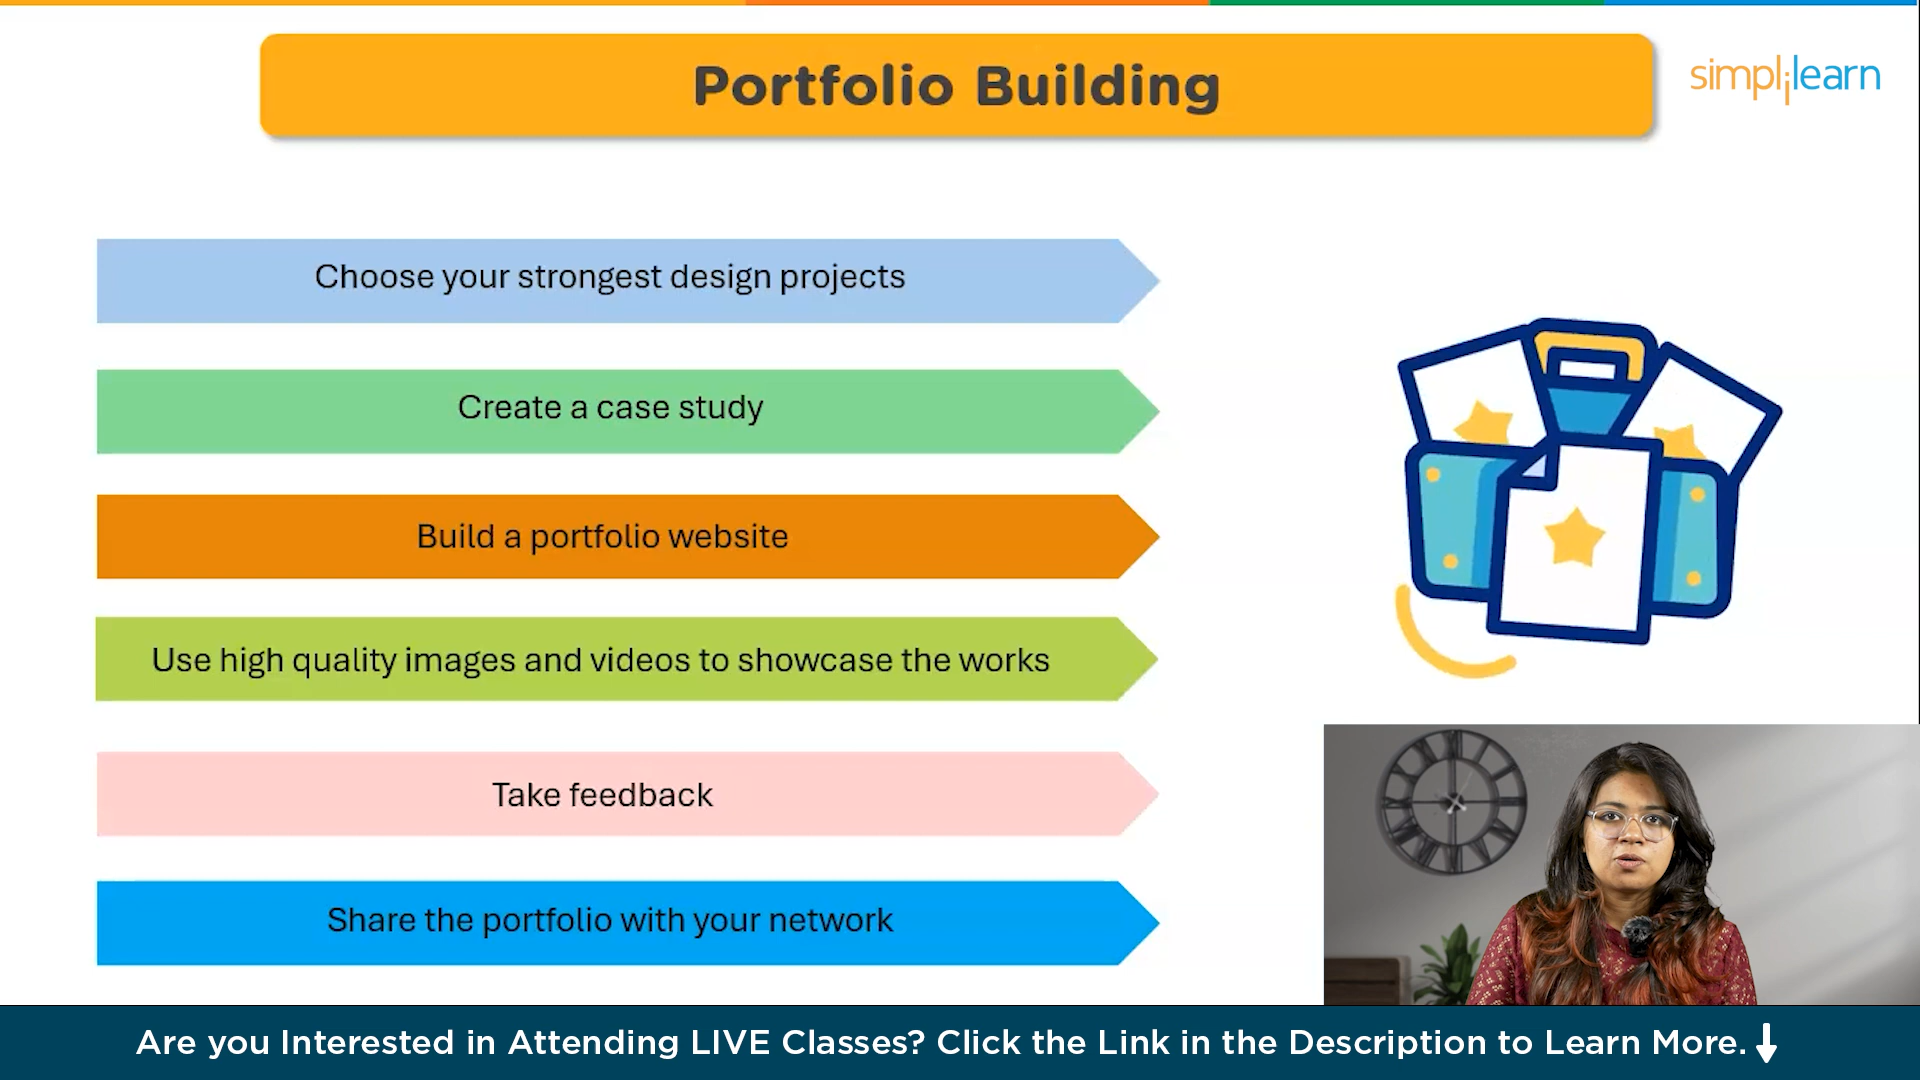 Portfolio Building
simplilearn
Choose your strongest design projects
Create a case study
Build a portfolio website
Use high quality images and videos to showcase the works
Take feedback
Share the portfolio with your network
Are you Interested in Attending LIVE Classes? Click the Link in the Description to Learn More.